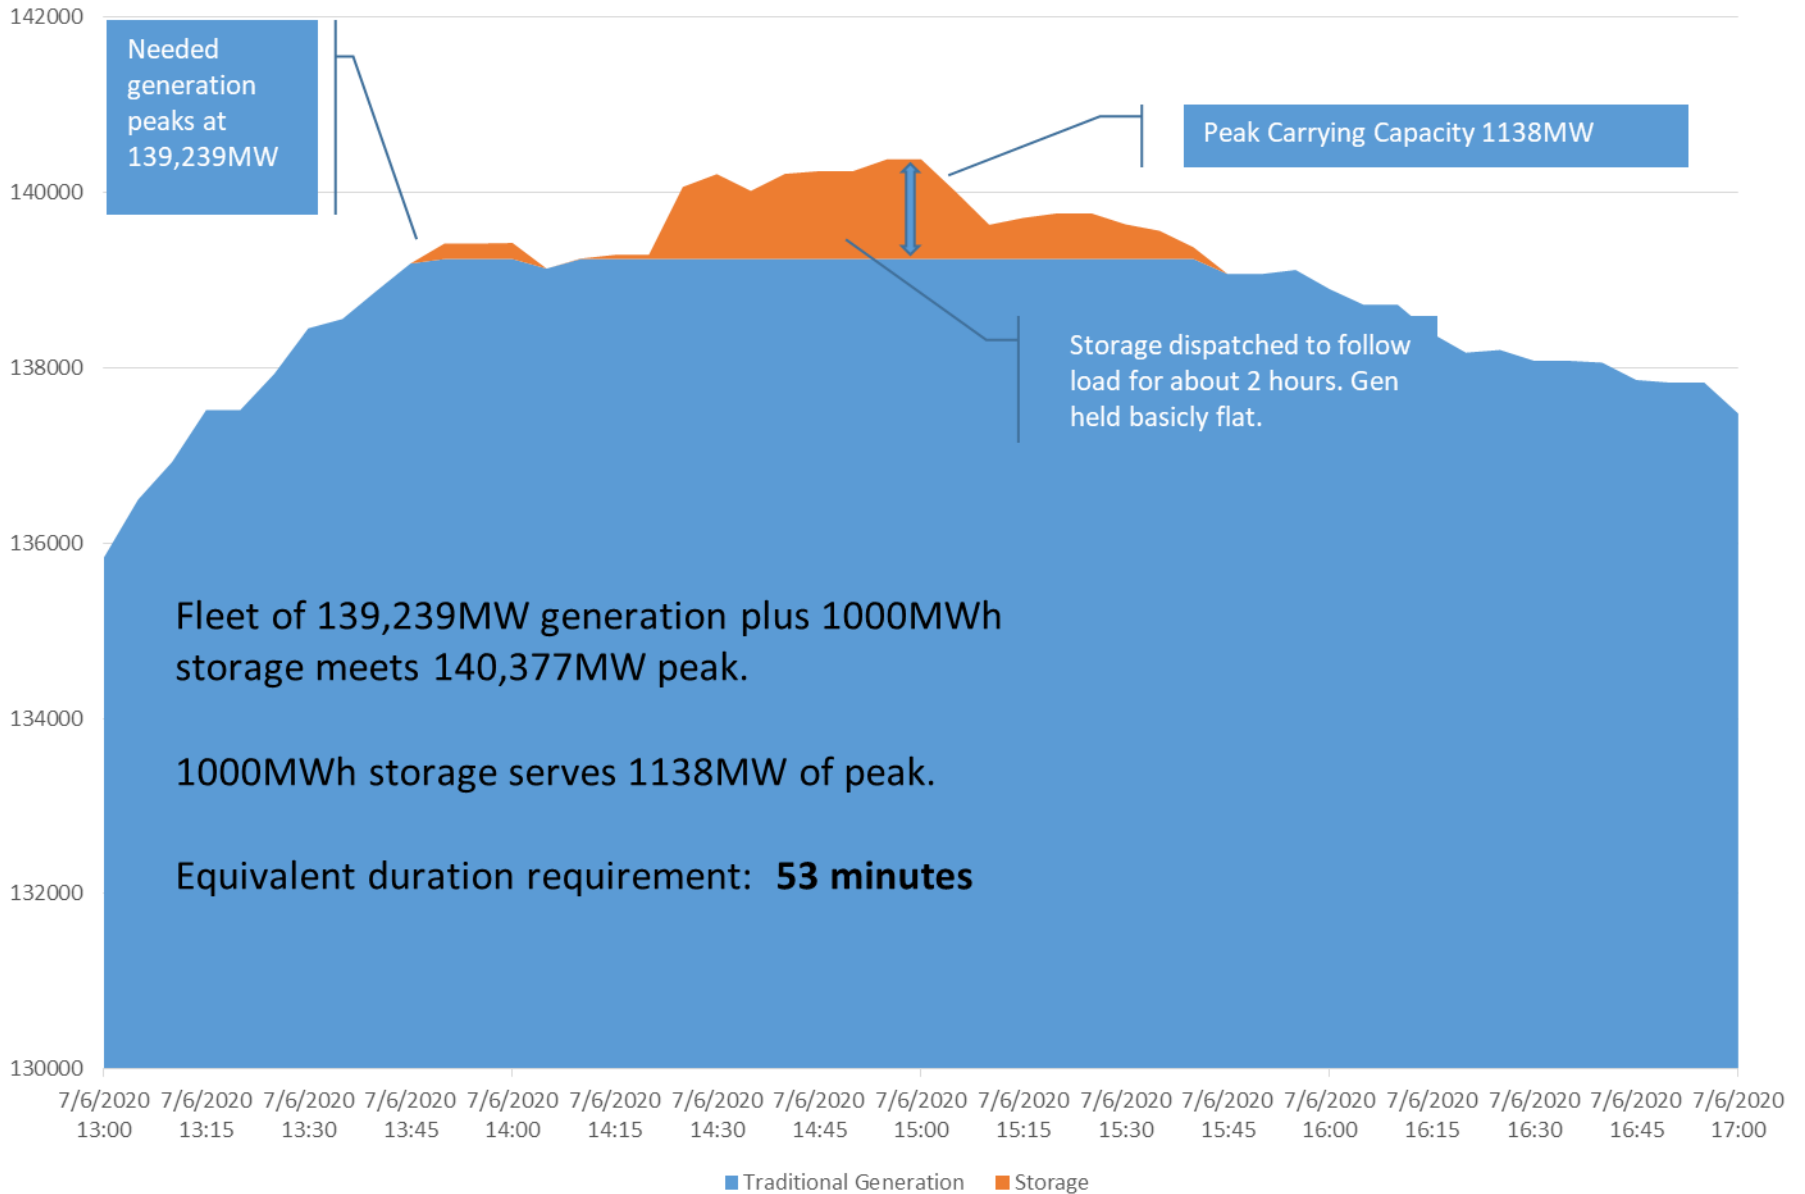 142000
140000
138000
136000
134000
132000
130000
Needed
generation
peaks at
139,239MW
Peak Carrying Capacity 1138MW
Storage dispatched to follow
load for about 2 hours. Gen
held basicly flat.
Fleet of 139,239MW generation plus 1000MWh
storage meets 140,377MW peak.
1000MWh storage serves 1138MW of peak.
Equivalent duration requirement: 53 minutes
7/6/2020 7/6/2020 7/6/2020 7/6/2020 7/6/2020 7/6/2020 7/6/2020 7/6/2020 7/6/2020 7/6/2020 7/6/2020 7/6/2020 7/6/2020 7/6/2020 7/6/2020 7/6/2020 7/6/2020
13:00 13:15 13:30 13:45 14:00 14:15 14:30 14:45 15:00 15:15 15:30 15:45 16:00 16:15 16:30 16:45 17:00
Traditional Generation Storage